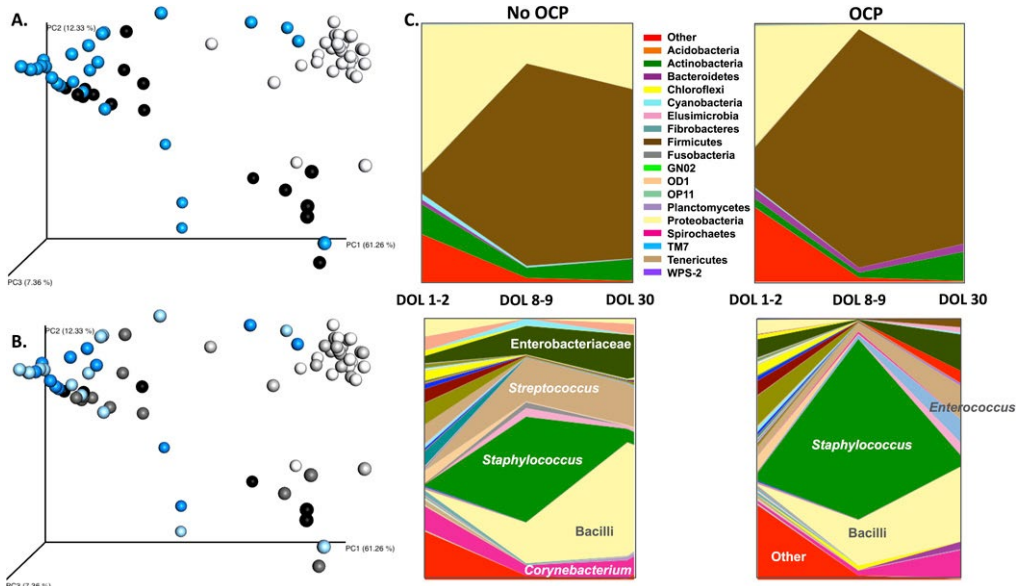 A.
PC2 (12.33 %)
PC1 (61.26 %)
PC3 (7.36 %)
B.
PC2 (12.33 %)
PC1 (61.26 %)
PC3 (7.36 %)
C.
No OCP
OCP
Other
Acidobacteria
Actinobacteria
Bacteroidetes
Chloroflexi
Cyanobacteria
Elusimicrobia
Fibrobacteres
Firmicutes
Fusobacteria
GN02
OD1
OP11
Planctomycetes
Proteobacteria
Spirochaetes
TM7
Tenericutes
WPS-2
DOL 1-2 DOL 8-9 DOL 30
DOL 1-2 DOL 8-9 DOL 30
Enterobacteriaceae
Streptococcus
Staphylococcus
Bacilli
Corynebacterium
Enterococcus
Staphylococcus
Bacilli
Other